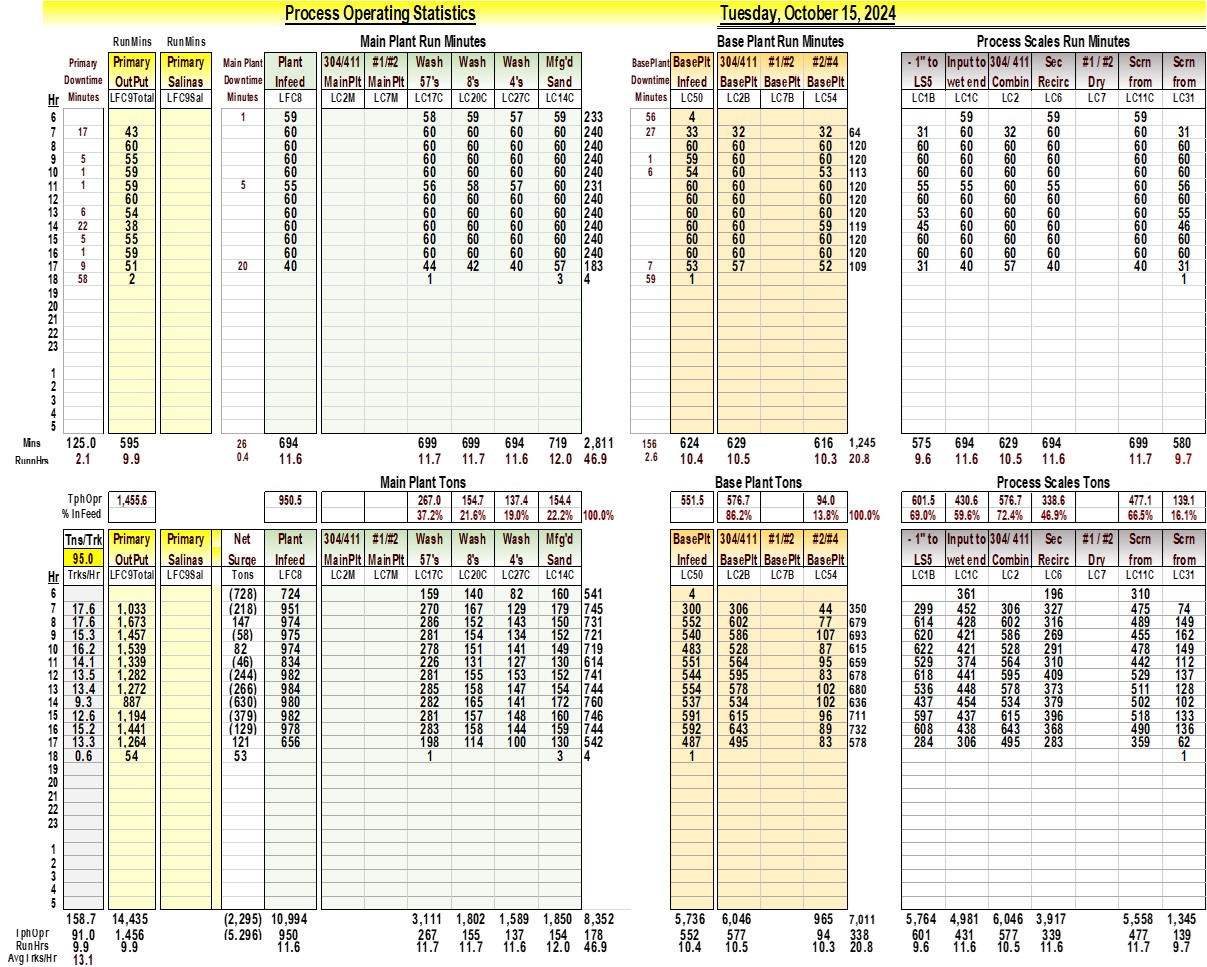 Process Operating Statistics Tuesday, October 15, 2024
RunMins RunMins Main Plant Run Minutes Base Plant Run Minutes Process Scales Run Minutes
Primary Primary Primary Main Plant Plant 304/411 #1/#2 Wash Wash Wash Mfg'd BasePlant BasePlt 304/411 #1/#2 #2/#4 - 1" to Input to 304/ 411 Sec #1 / #2 Scrn Scrn
Downtime OutPut Salinas Downtime Infeed MainPlt MainPlt 57's 8's 4's Sand Downtime Infeed BasePlt BasePlt BasePlt LS5 wet end Combin Recirc Dry from from
Hr Minutes LFC9Total LFC9Sal Minutes LFC8 LC2M LC7M LC17C LC20C LC27C LC14C Minutes LC50 LC2B LC7B LC54 LC1B LC1C LC2 LC6 LC7 LC11C LC31
6 1 59 58 59 57 59 233 56 4 59 59 59
7 17 43 60 60 60 60 60 240 27 33 32 32 64 31 60 32 60 60 31
8 60 60 60 60 60 60 240 60 60 60 120 60 60 60 60 60 60
9 5 55 60 60 60 60 60 240 1 59 60 60 120 60 60 60 60 60 60
10 1 59 60 60 60 60 60 240 6 54 60 53 113 60 60 60 60 60 60
11 1 59 5 55 56 58 57 60 231 60 60 60 120 55 55 60 55 60 56
12 60 60 60 60 60 60 240 60 60 60 120 60 60 60 60 60 60
13 6 54 60 60 60 60 60 240 60 60 60 120 53 60 60 60 60 55
14 22 38 60 60 60 60 60 240 60 60 59 119 45 60 60 60 60 46
15 5 55 60 60 60 60 60 240 60 60 60 120 60 60 60 60 60 60
16 1 59 60 60 60 60 60 240 60 60 60 120 60 60 60 60 60 60
17 9 51 20 40 44 42 40 57 183 7 53 57 52 109 31 40 57 40 40 31
18 58 2 1 3 4 59 1 1
19
20
21
22
23
1
2
3
4
5
Mins 125.0 595 26 694 699 699 694 719 2,811 156 624 629 616 1,245 575 694 629 694 699 580
RunnHrs 2.1 9.9 0.4 11.6 11.7 11.7 11.6 12.0 46.9 2.6 10.4 10.5 10.3 20.8 9.6 11.6 10.5 11.6 11.7 9.7
Main Plant Tons Base Plant Tons Process Scales Tons
TphOpr 1,455.6 950.5 267.0 154.7 137.4 154.4 551.5 576.7 94.0 601.5 430.6 576.7 338.6 477.1 139.1
% InFeed 37.2% 21.6% 19.0% 22.2% 100.0% 86.2% 13.8% 100.0% 69.0% 59.6% 72.4% 46.9% 66.5% 16.1%
Tns/Trk Primary Primary Net Plant 304/411 #1/#2 Wash Wash Wash Mfg'd BasePlt 304/411 #1/#2 #2/#4 - 1" to Input to 304/ 411 Sec #1 / #2 Scrn Scrn
95.0 OutPut Salinas Surge Infeed MainPlt MainPlt 57's 8's 4's Sand Infeed BasePlt BasePlt BasePlt LS5 wet end Combin Recirc Dry from from
Hr Trks/Hr LFC9Total LFC9Sal Tons LFC8 LC2M LC7M LC17C LC20C LC27C LC14C LC50 LC2B LC7B LC54 LC1B LC1C LC2 LC6 LC7 LC11C LC31
6 (728) 724 159 140 82 160 541 4 361 196 310
7 17.6 1,033 (218) 951 270 167 129 179 745 300 306 44 350 299 452 306 327 475 74
8 17.6 1,673 147 974 286 152 143 150 731 552 602 77 679 614 428 602 316 489 149
9 15.3 1,457 (58) 975 281 154 134 152 721 540 586 107 693 620 421 586 269 455 162
10 16.2 1,539 82 974 278 151 141 149 719 483 528 87 615 622 421 528 291 478 149
11 14.1 1,339 (46) 834 226 131 127 130 614 551 564 95 659 529 374 564 310 442 112
12 13.5 1,282 (244) 982 281 155 153 152 741 544 595 83 678 618 441 595 409 529 137
13 13.4 1,272 (266) 984 285 158 147 154 744 554 578 102 680 536 448 578 373 511 128
14 9.3 887 (630) 980 282 165 141 172 760 537 534 102 636 437 454 534 379 502 102
15 12.6 1,194 (379) 982 281 157 148 160 746 591 615 96 711 597 437 615 396 518 133
16 15.2 1,441 (129) 978 283 158 144 159 744 592 643 89 732 608 438 643 368 490 136
17 13.3 1,264 121 656 198 114 100 130 542 487 495 83 578 284 306 495 283 359 62
18 0.6 54 53 1 3 4 1 1
19
20
21
22
23
1
2
3
4
5
158.7 14,435 (2,295) 10,994 3,111 1,802 1,589 1,850 8,352 5,736 6,046 965 7,011 5,764 4,981 6,046 3,917 5,558 1,345
TphOpr 91.0 1,456 (5.296) 950 267 155 137 154 178 552 577 94 338 601 431 577 339 477 139
RunHrs 9.9 9.9 11.6 11.7 11.7 11.6 12.0 46.9 10.4 10.5 10.3 20.8 9.6 11.6 10.5 11.6 11.7 9.7
AvgTrks/Hr 13.1